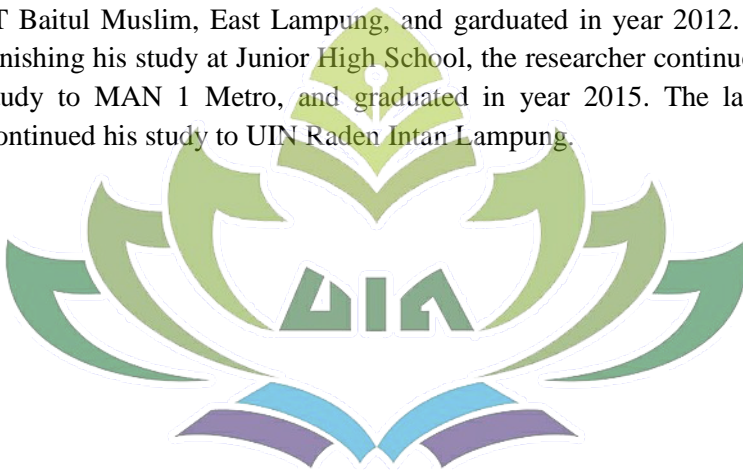 T Baitul Muslim, East Lampung, and garduated in year 2012.
nishing his study at Junior High School, the researcher continue
udy to MAN 1 Metro, and graduated in year 2015. The la
ontinued his study to UIN Raden Intan Lampung.
UIN